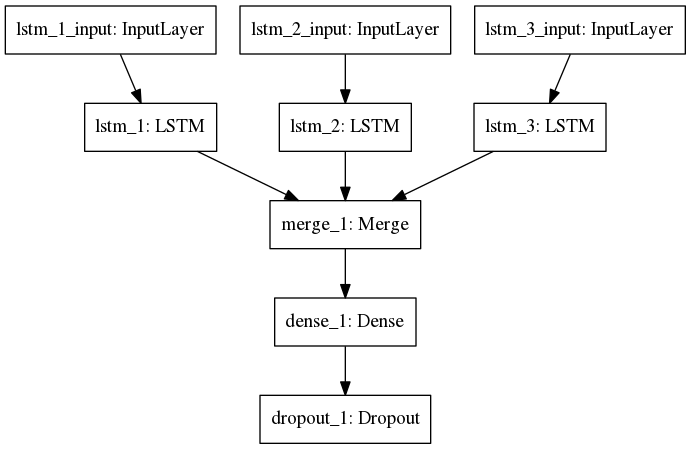 lstm_1_input: InputLayer
lstm_2_input: InputLayer
lstm_3_input: InputLayer
lstm_1: LSTM
lstm_2: LSTM
lstm_3: LSTM
merge_1: Merge
dense_1: Dense
dropout_1: Dropout